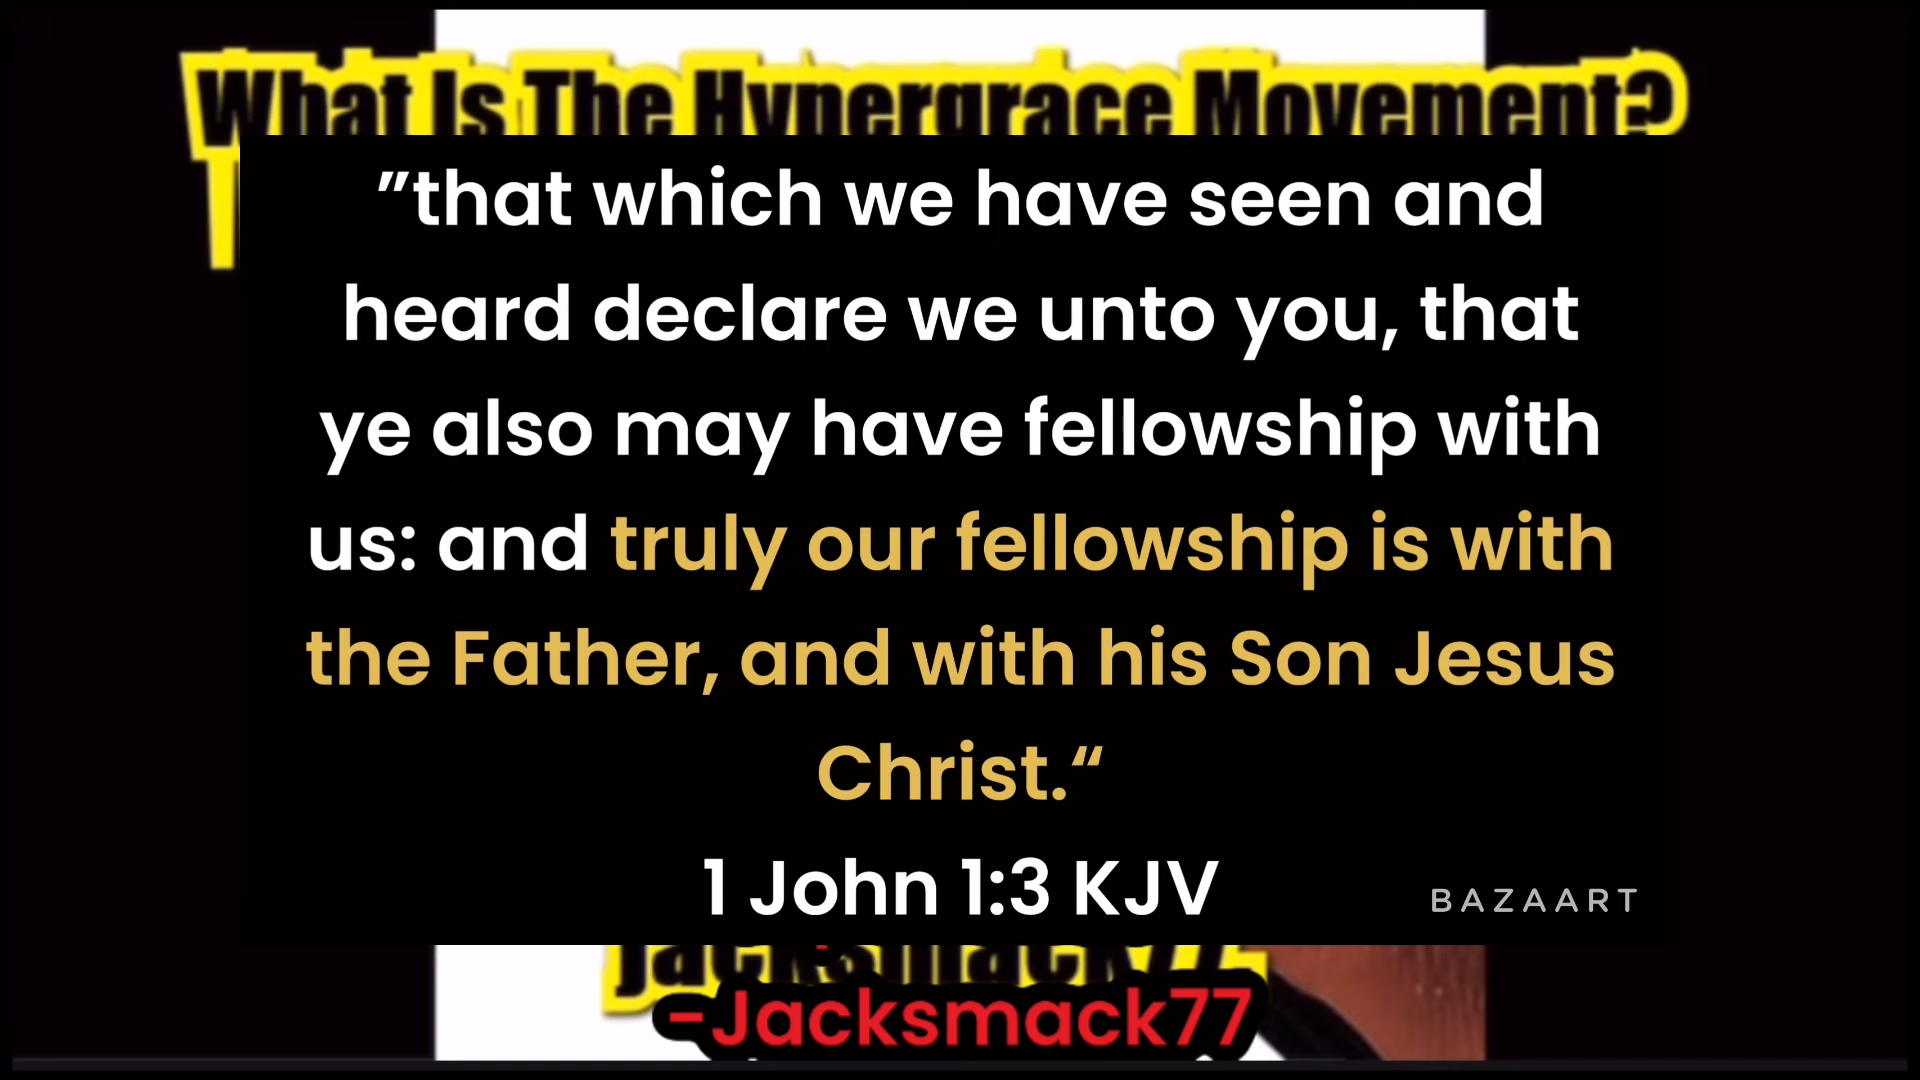 What Is The Hypergrace Movement?
”that which we have seen and
heard declare we unto you, that
ye also may have fellowship with
us: and truly our fellowship is with
the Father, and with his Son Jesus
Christ.“
1 John 1:3 KJV
BAZAART
Jacksmack77
-Jacksmack77